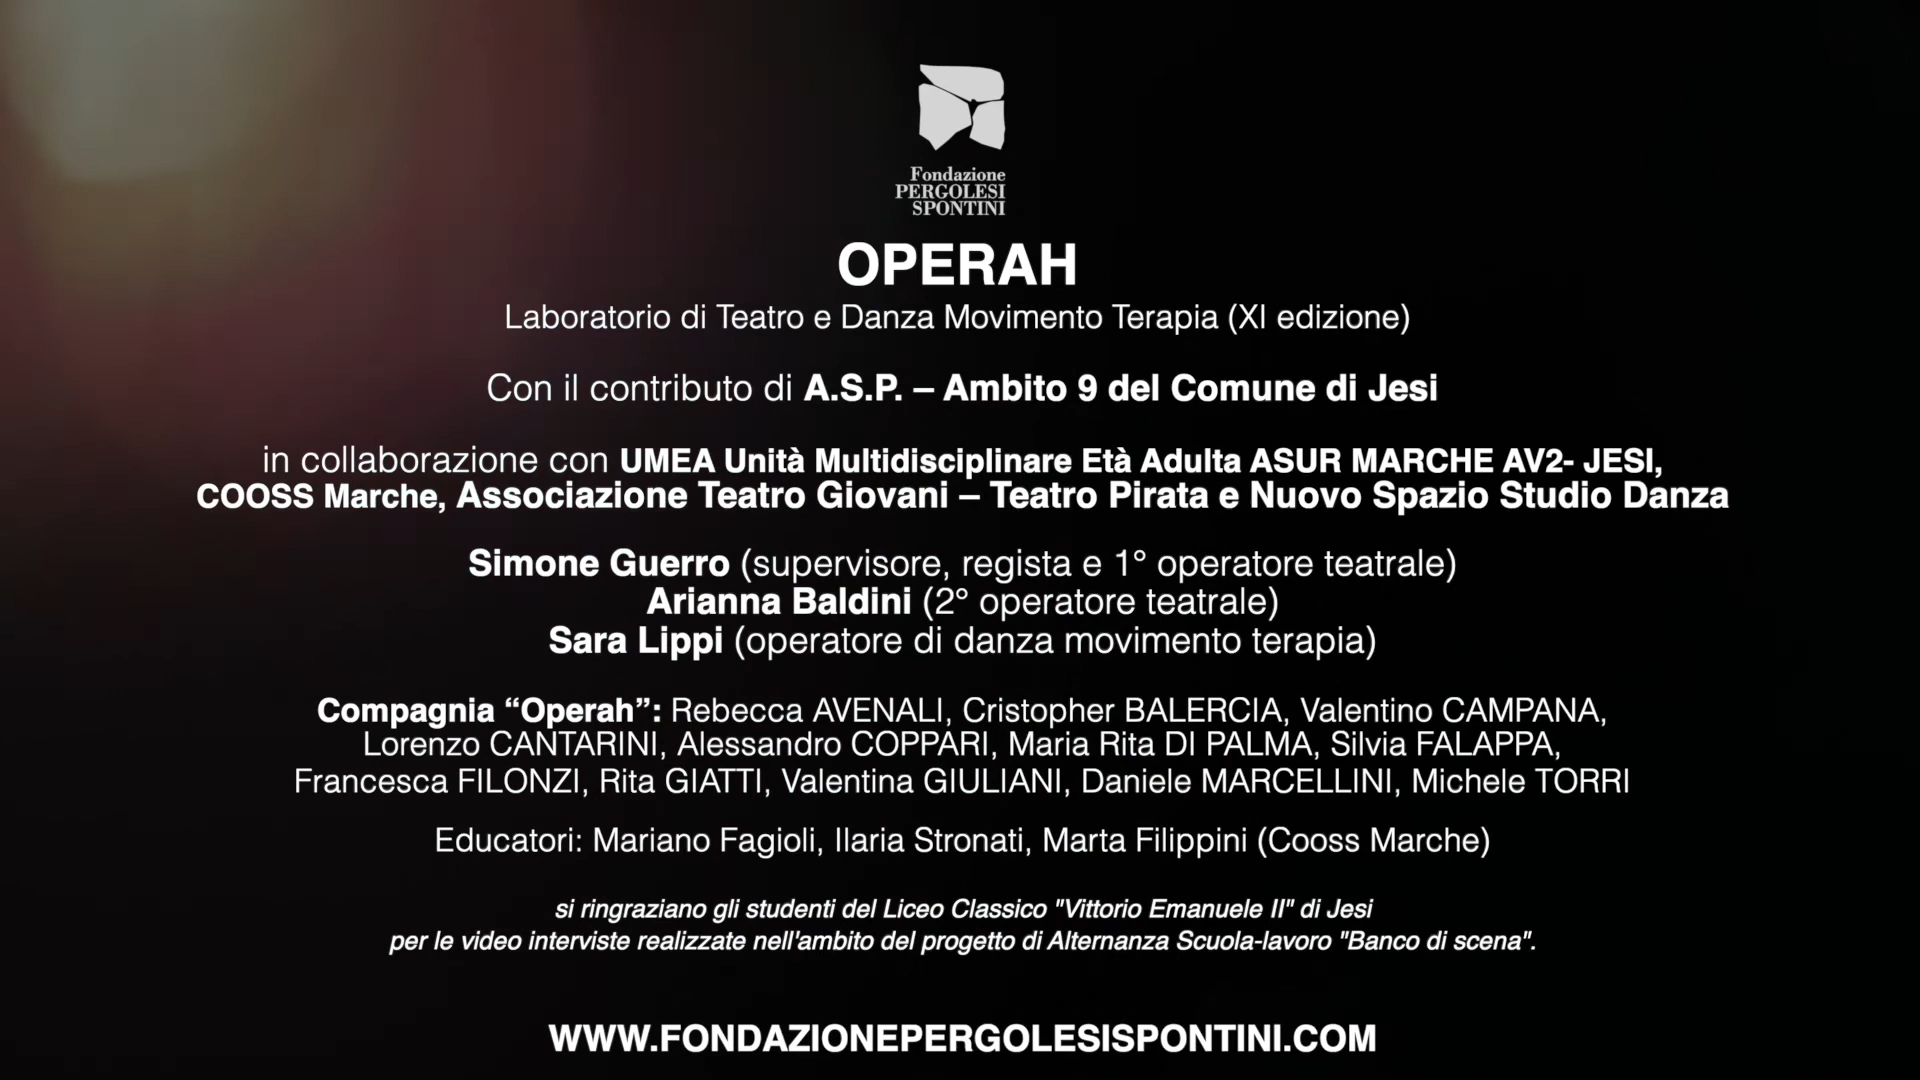 Fondazione
PERGOLESI
SPONTINI
OPERAH
Laboratorio di Teatro e Danza Movimento Terapia (XI edizione)
Con il contributo di A.S.P. – Ambito 9 del Comune di Jesi
in collaborazione con UMEA Unità Multidisciplinare Età Adulta ASUR MARCHE AV2- JESI,
COOSS Marche, Associazione Teatro Giovani – Teatro Pirata e Nuovo Spazio Studio Danza
Simone Guerro (supervisore, regista e 1° operatore teatrale)
Arianna Baldini (2° operatore teatrale)
Sara Lippi (operatore di danza movimento terapia)
Compagnia “Operah”: Rebecca AVENALI, Cristopher BALERCIA, Valentino CAMPANA,
Lorenzo CANTARINI, Alessandro COPPARI, Maria Rita DI PALMA, Silvia FALAPPA,
Francesca FILONZI, Rita GIATTI, Valentina GIULIANI, Daniele MARCELLINI, Michele TORRI
Educatori: Mariano Fagioli, Ilaria Stronati, Marta Filippini (Cooss Marche)
si ringraziano gli studenti del Liceo Classico "Vittorio Emanuele II" di Jesi
per le video interviste realizzate nell'ambito del progetto di Alternanza Scuola-lavoro "Banco di scena".
WWW.FONDAZIONEPERGOLESISPONTINI.COM